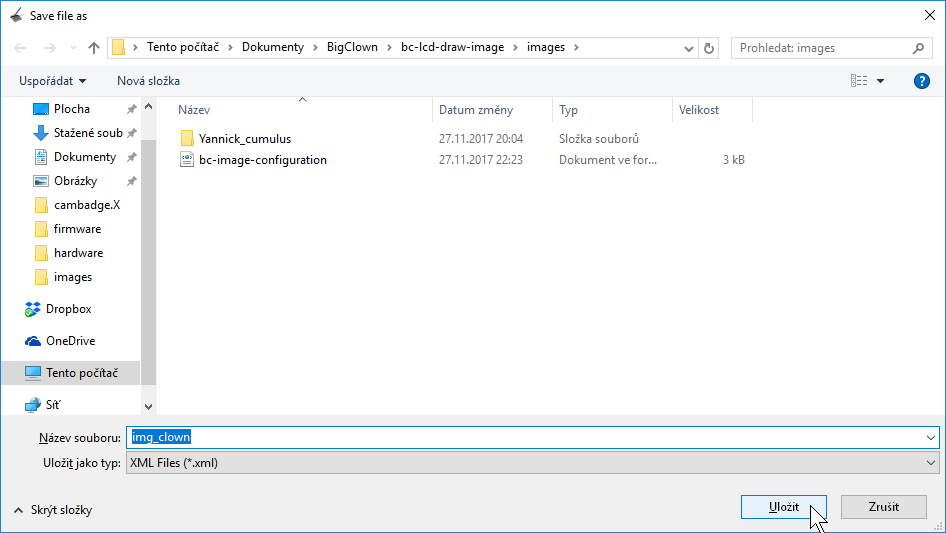 Save file as
Tento počítač > Dokumenty > BigClown > bc-lcd-draw-image > images >
Prohledat: images
Uspořádat Nová složka
?
Název Datum změny Typ Velikost
Yannick_cumulus 27.11.2017 20:04 Složka souborů
bc-image-configuration 27.11.2017 22:23 Dokument ve for... 3 kB
Plocha
Stažené soub
Dokumenty
Obrázky
cambadge.X
firmware
hardware
images
Dropbox
OneDrive
Tento počítač
Síť
Název souboru: img_clown
Uložit jako typ: XML Files (*.xml)
Skrýt složky
Uložit Zrušit